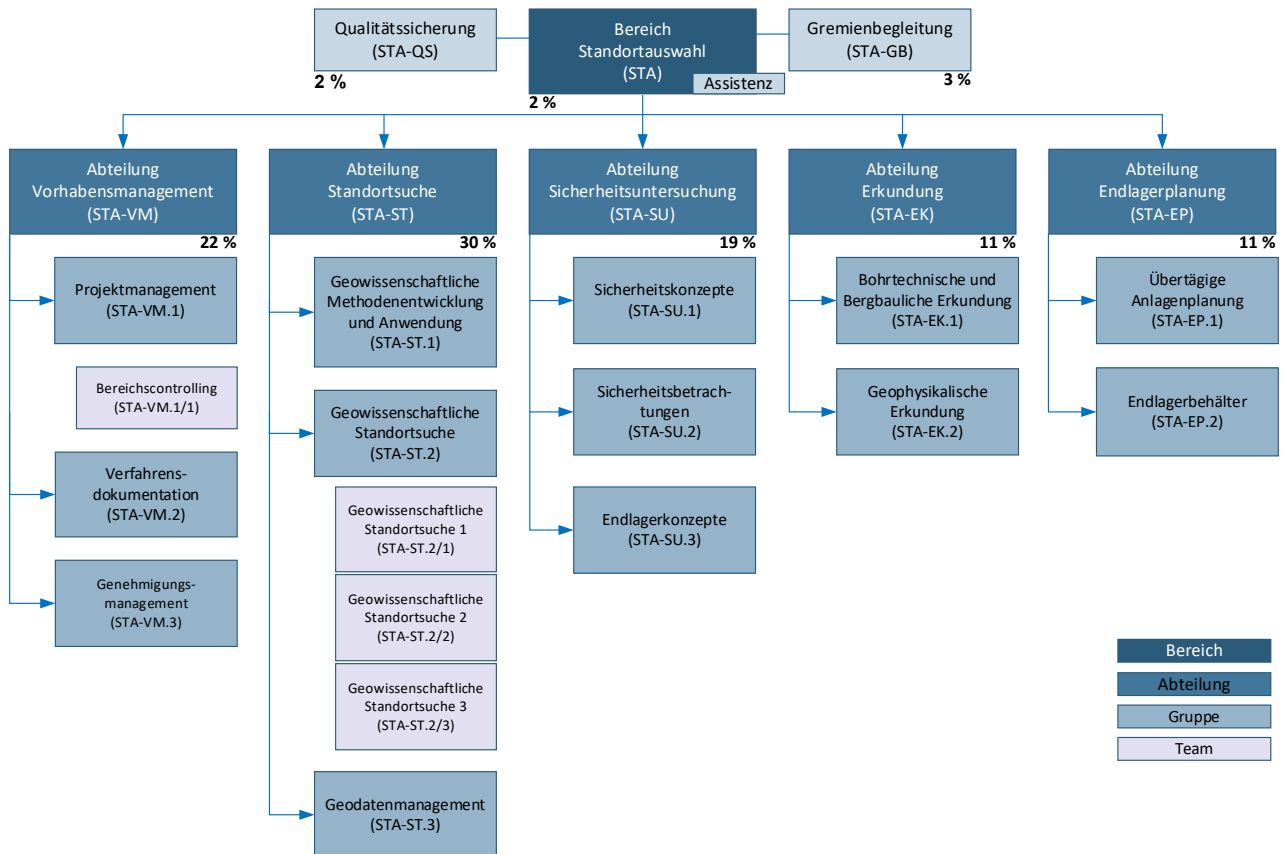 Qualitätssicherung
(STA-QS)
2 %
Bereich
Standortauswahl
(STA)
Assistenz
2 %
Gremienbegleitung
(STA-GB)
3 %
Abteilung
Vorhabensmanagement
(STA-VM)
22 %
Abteilung
Standortsuche
(STA-ST)
30 %
Abteilung
Sicherheitsuntersuchung
(STA-SU)
19 %
Abteilung
Erkundung
(STA-EK)
11 %
Abteilung
Endlagerplanung
(STA-EP)
11 %
Projektmanagement
(STA-VM.1)
Bereichscontrolling
(STA-VM.1/1)
Verfahrens-
dokumentation
(STA-VM.2)
Genehmigungs-
management
(STA-VM.3)
Geowissenschaftliche
Methodenentwicklung
und Anwendung
(STA-ST.1)
Geowissenschaftliche
Standortsuche
(STA-ST.2)
Geowissenschaftliche
Standortsuche 1
(STA-ST.2/1)
Geowissenschaftliche
Standortsuche 2
(STA-ST.2/2)
Geowissenschaftliche
Standortsuche 3
(STA-ST.2/3)
Geodatenmanagement
(STA-ST.3)
Sicherheitskonzepte
(STA-SU.1)
Sicherheitsbetrach-
tungen
(STA-SU.2)
Endlagerkonzepte
(STA-SU.3)
Bohrtechnische und
Bergbauliche Erkundung
(STA-EK.1)
Geophysikalische
Erkundung
(STA-EK.2)
Übertägige
Anlagenplanung
(STA-EP.1)
Endlagerbehälter
(STA-EP.2)
Bereich
Abteilung
Gruppe
Team